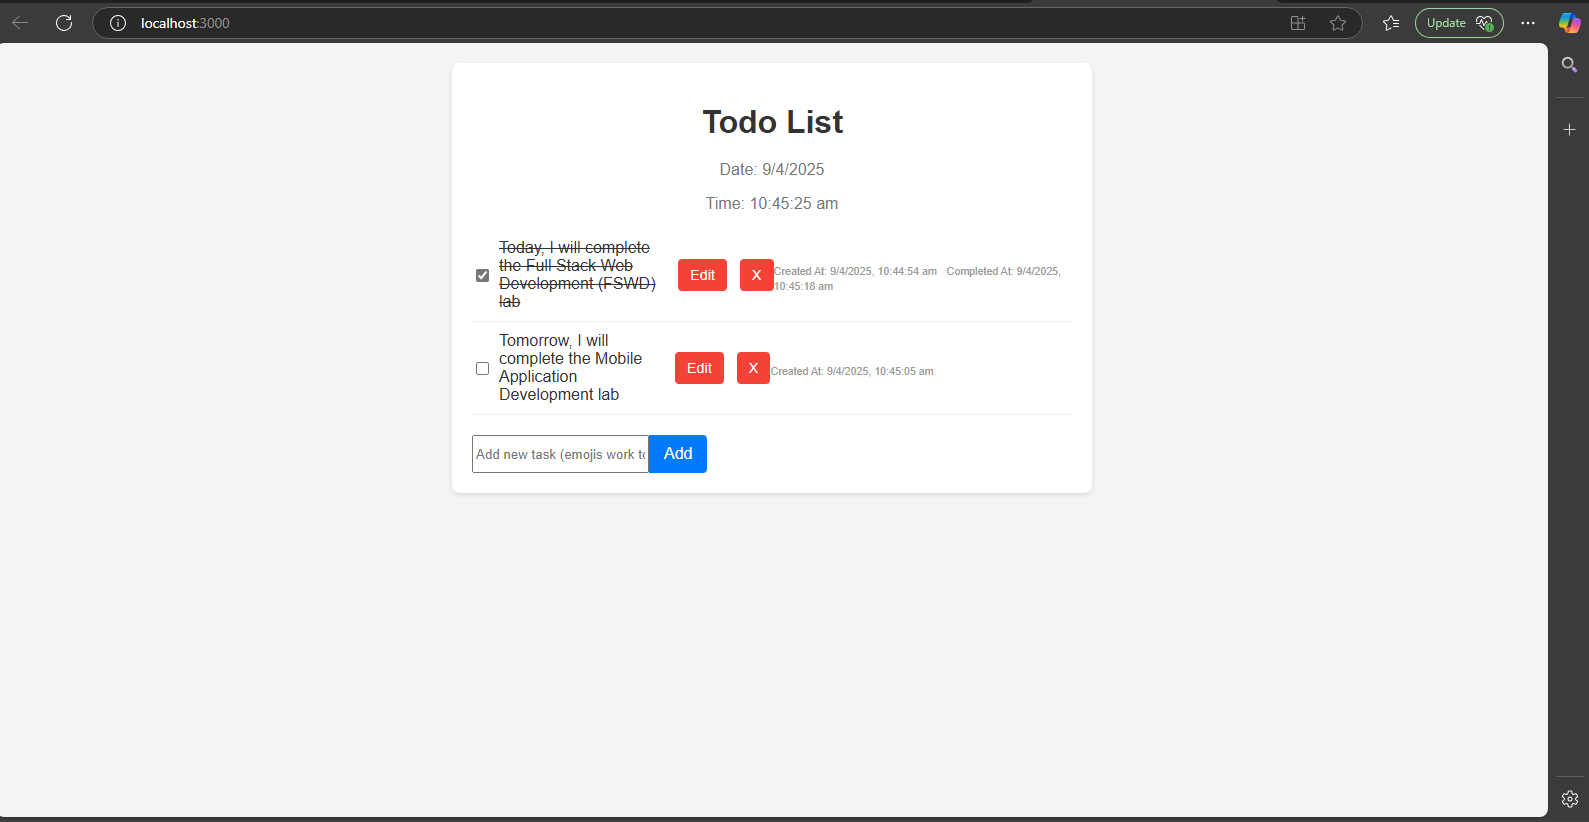 localhost:3000
Update
Todo List
Date: 9/4/2025
Time: 10:45:25 am
Today, I will complete
the Full Stack Web
Development (FSWD)
lab
Edit
X
Created At: 9/4/2025, 10:44:54 am Completed At: 9/4/2025,
10:45:18 am
Tomorrow, I will
complete the Mobile
Application
Development lab
Edit
X
Created At: 9/4/2025, 10:45:05 am
Add new task (emojis work to
Add